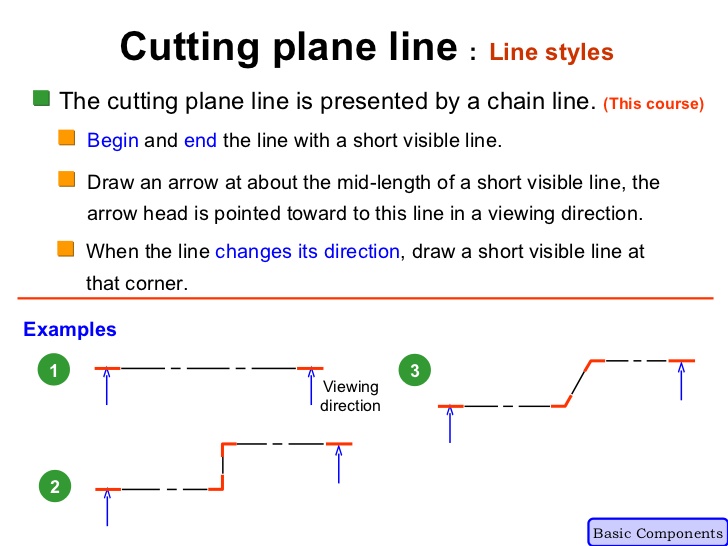 Cutting plane line : Line styles
The cutting plane line is presented by a chain line. (This course)
Begin and end the line with a short visible line.
Draw an arrow at about the mid-length of a short visible line, the
arrow head is pointed toward to this line in a viewing direction.
When the line changes its direction, draw a short visible line at
that corner.
Examples
1
Viewing
direction
3
2
Basic Components